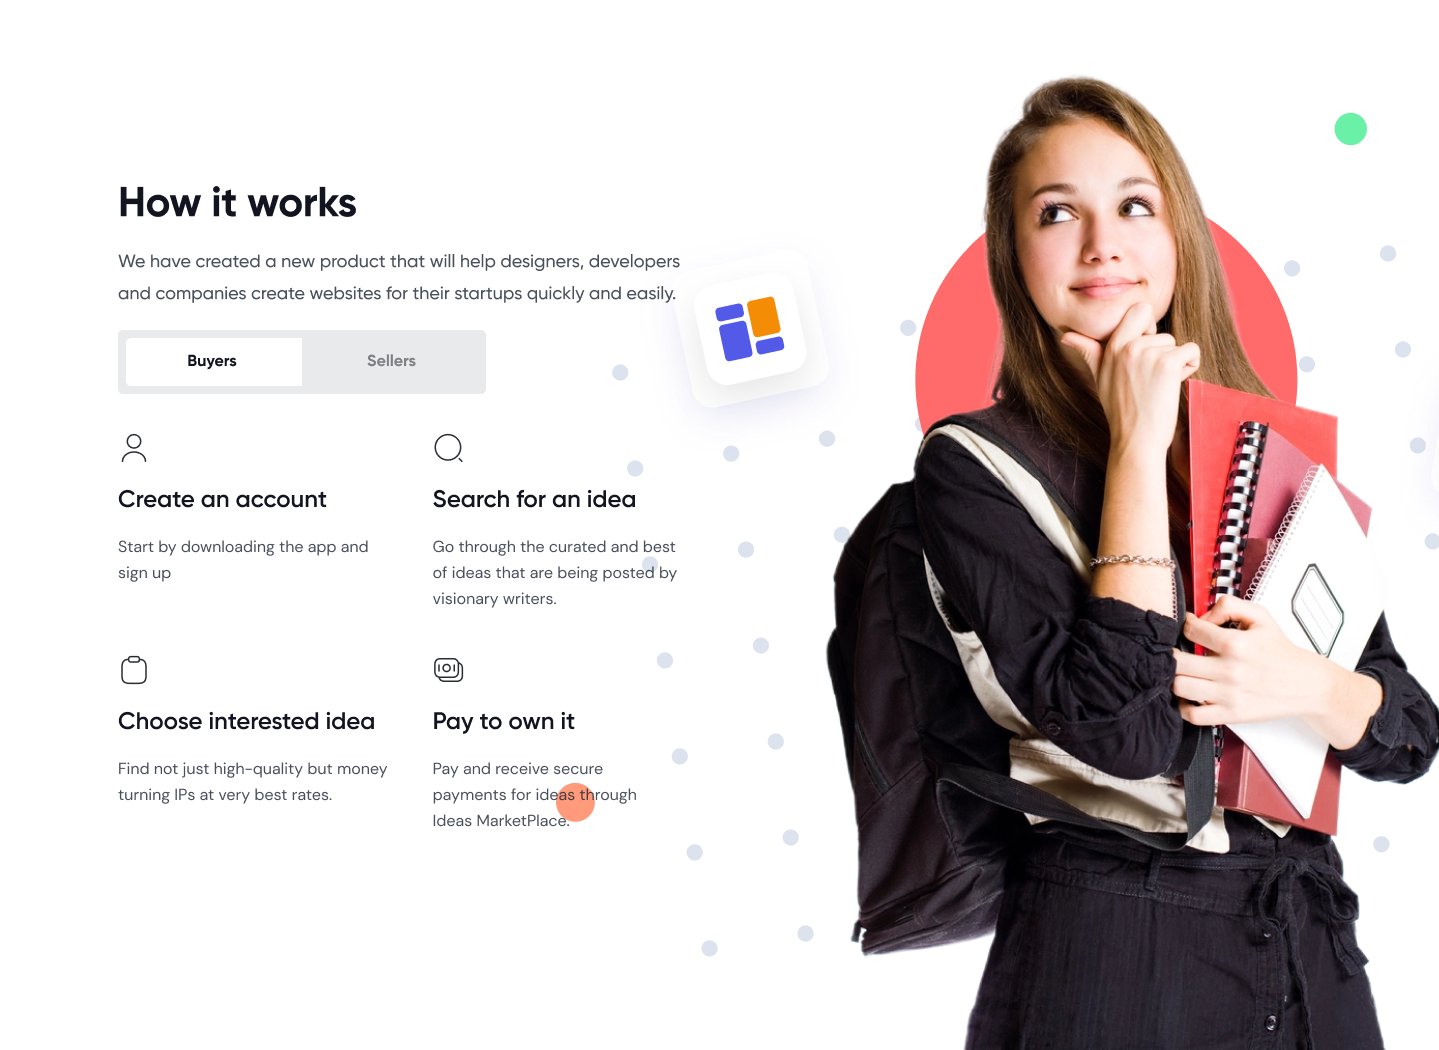 How it works
We have created a new product that will help designers, developers
and companies create websites for their startups quickly and easily.
Buyers
Sellers
Create an account
Start by downloading the app and
sign up
Search for an idea
Go through the curated and best
of ideas that are being posted by
visionary writers.
Choose interested idea
Find not just high-quality but money
turning IPs at very best rates.
Pay to own it
Pay and receive secure
payments for ideas through
Ideas MarketPlace.